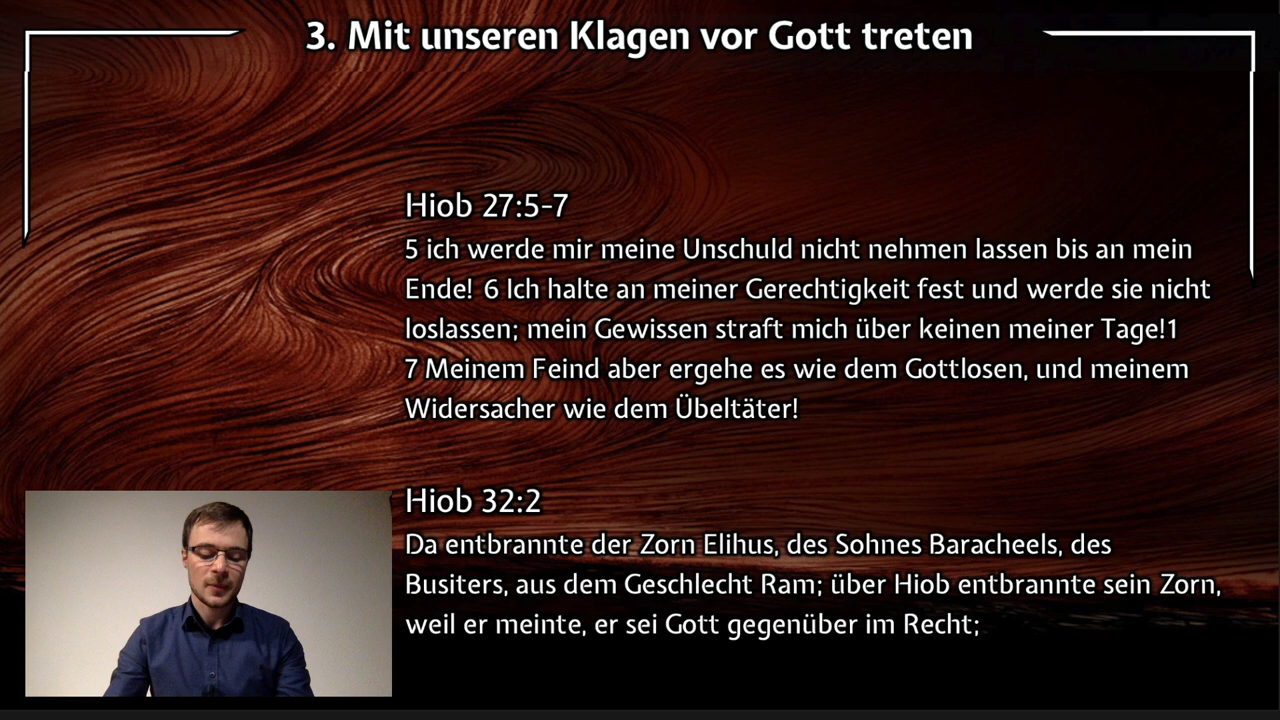 3. Mit unseren Klagen vor Gott treten
Hiob 27:5-7
5 ich werde mir meine Unschuld nicht nehmen lassen bis an mein
Ende! 6 Ich halte an meiner Gerechtigkeit fest und werde sie nicht
loslassen; mein Gewissen straft mich über keinen meiner Tage!1
7 Meinem Feind aber ergehe es wie dem Gottlosen, und meinem
Widersacher wie dem Übeltäter!
Hiob 32:2
Da entbrannte der Zorn Elihus, des Sohnes Baracheels, des
Busiters, aus dem Geschlecht Ram; über Hiob entbrannte sein Zorn,
weil er meinte, er sei Gott gegenüber im Recht;